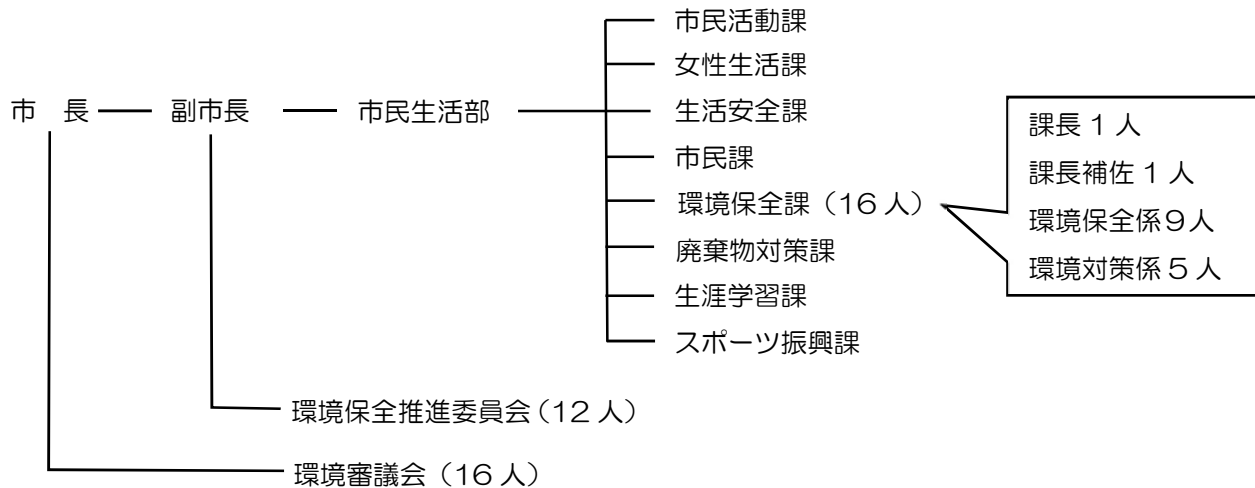 市　長
副市長
市民生活部
市民活動課
女性生活課
生活安全課
市民課
環境保全課（16人）
廃棄物対策課
生涯学習課
スポーツ振興課
課長1人
課長補佐1人
環境保全係9人
環境対策係5人
環境保全推進委員会（12人）
環境審議会（16人）